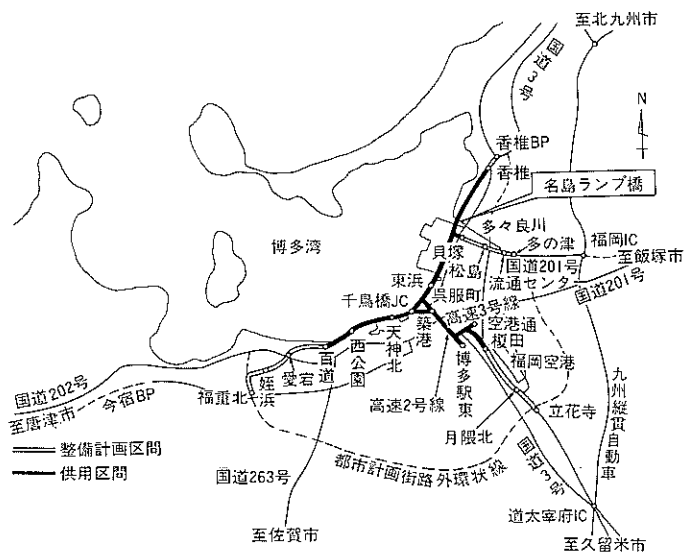 至北九州市
国道3号
国道3号
N
香椎BP
香椎
名島ランプ橋
多々良川
多の津
福岡IC
博多湾
貝塚
松島
国道201号
至飯塚市
東浜
流通センター
国道201号
千鳥橋JC
呉服町
高速3号線
築港
空港通
天神北
榎田
西公園
博多駅東
福岡空港
百道
愛宕
姪浜
国道202号
至唐津市
今宿BP
福重北
高速2号線
月隈北
立花寺
九州縦貫自動車
整備計画区間
供用区間
国道263号
都市計画街路外環状線
国道3号
道太宰府IC
至佐賀市
至久留米市